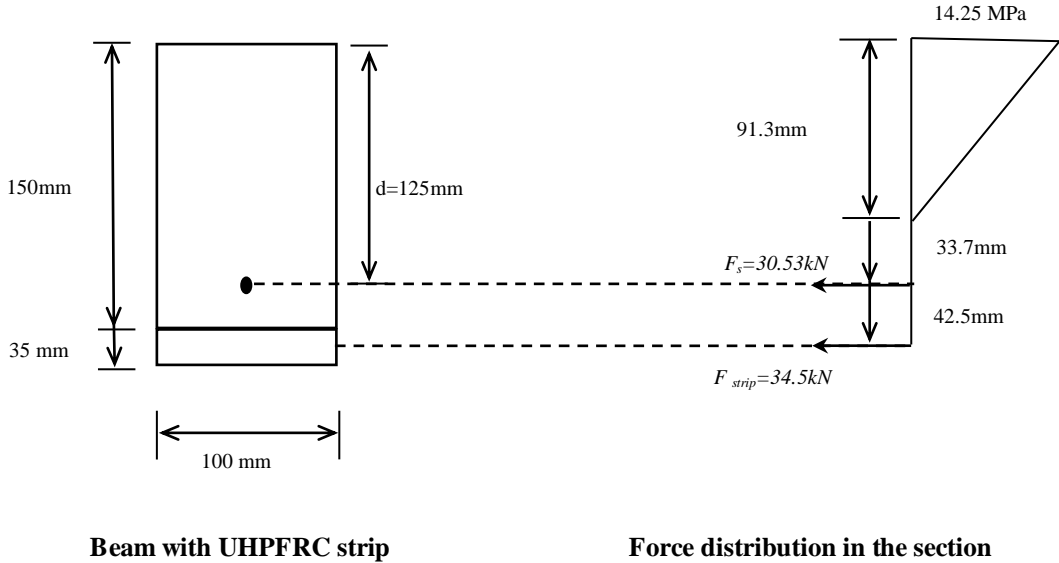 14.25 MPa
91.3mm
150mm
d=125mm
33.7mm
F_s=30.53kN
42.5mm
35 mm
F_strip=34.5kN
100 mm
Beam with UHPFRC strip
Force distribution in the section